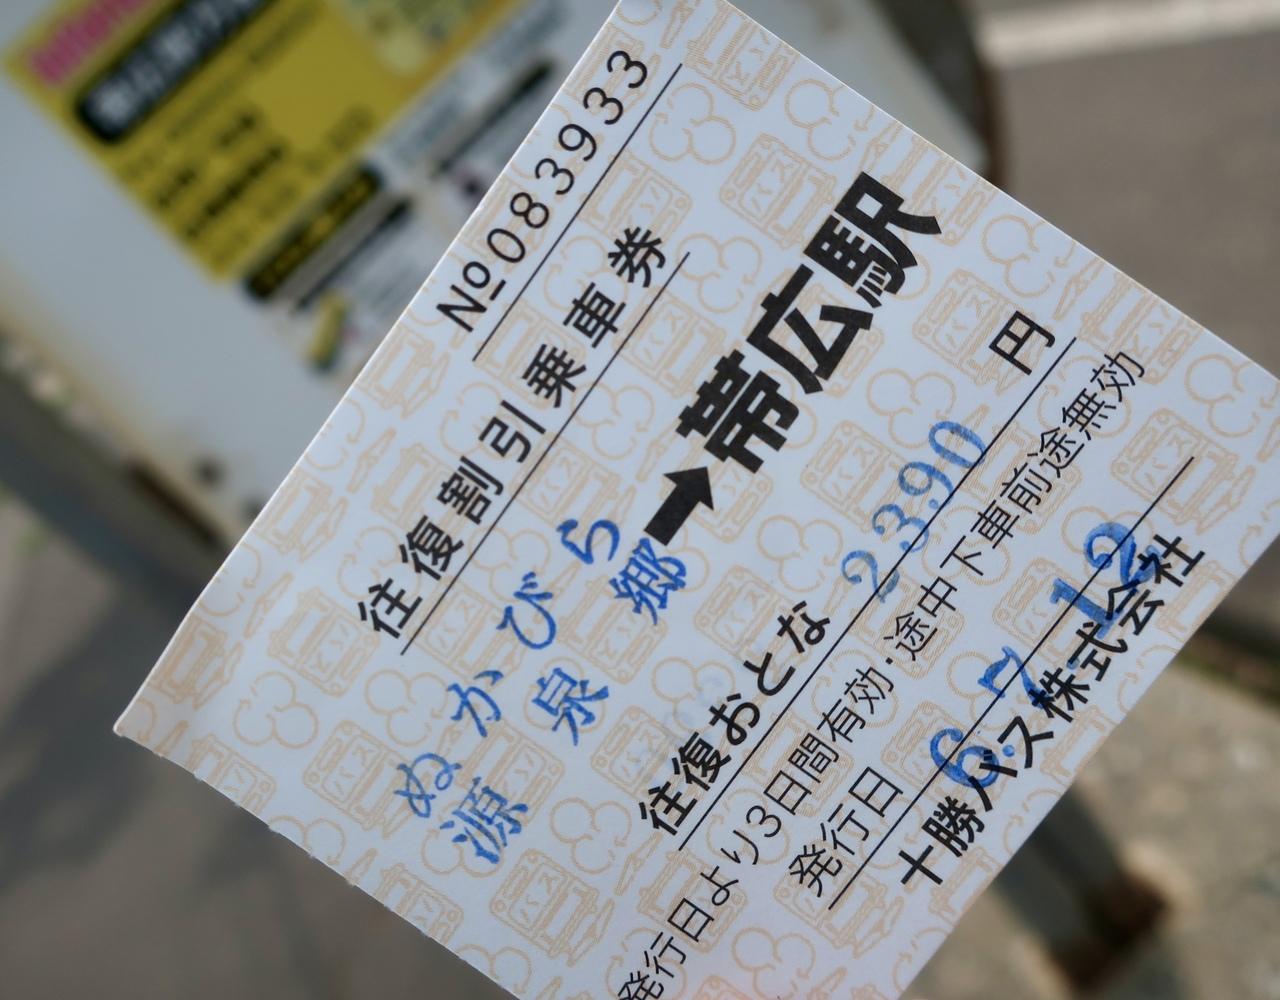 №083933
往復割引乗車券
ぬかびら
源泉郷
➡帯広駅
往復おとな 2390 円
発行日より3日間有効・途中下車前途無効
発行日 6.7.12
十勝バス株式会社